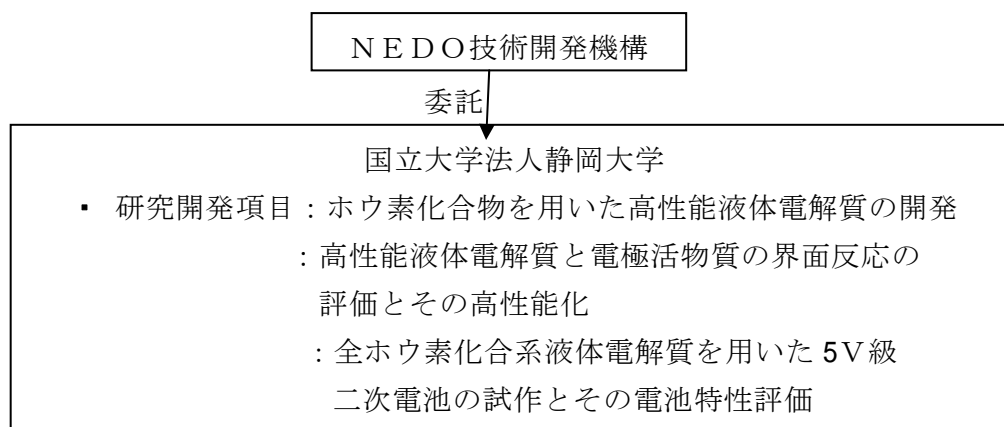 ＮＥＤＯ技術開発機構
委託
国立大学法人静岡大学
▪ 研究開発項目：ホウ素化合物を用いた高性能液体電解質の開発
：高性能液体電解質と電極活物質の界面反応の
評価とその高性能化
：全ホウ素化合系液体電解質を用いた 5Ｖ級
二次電池の試作とその電池特性評価